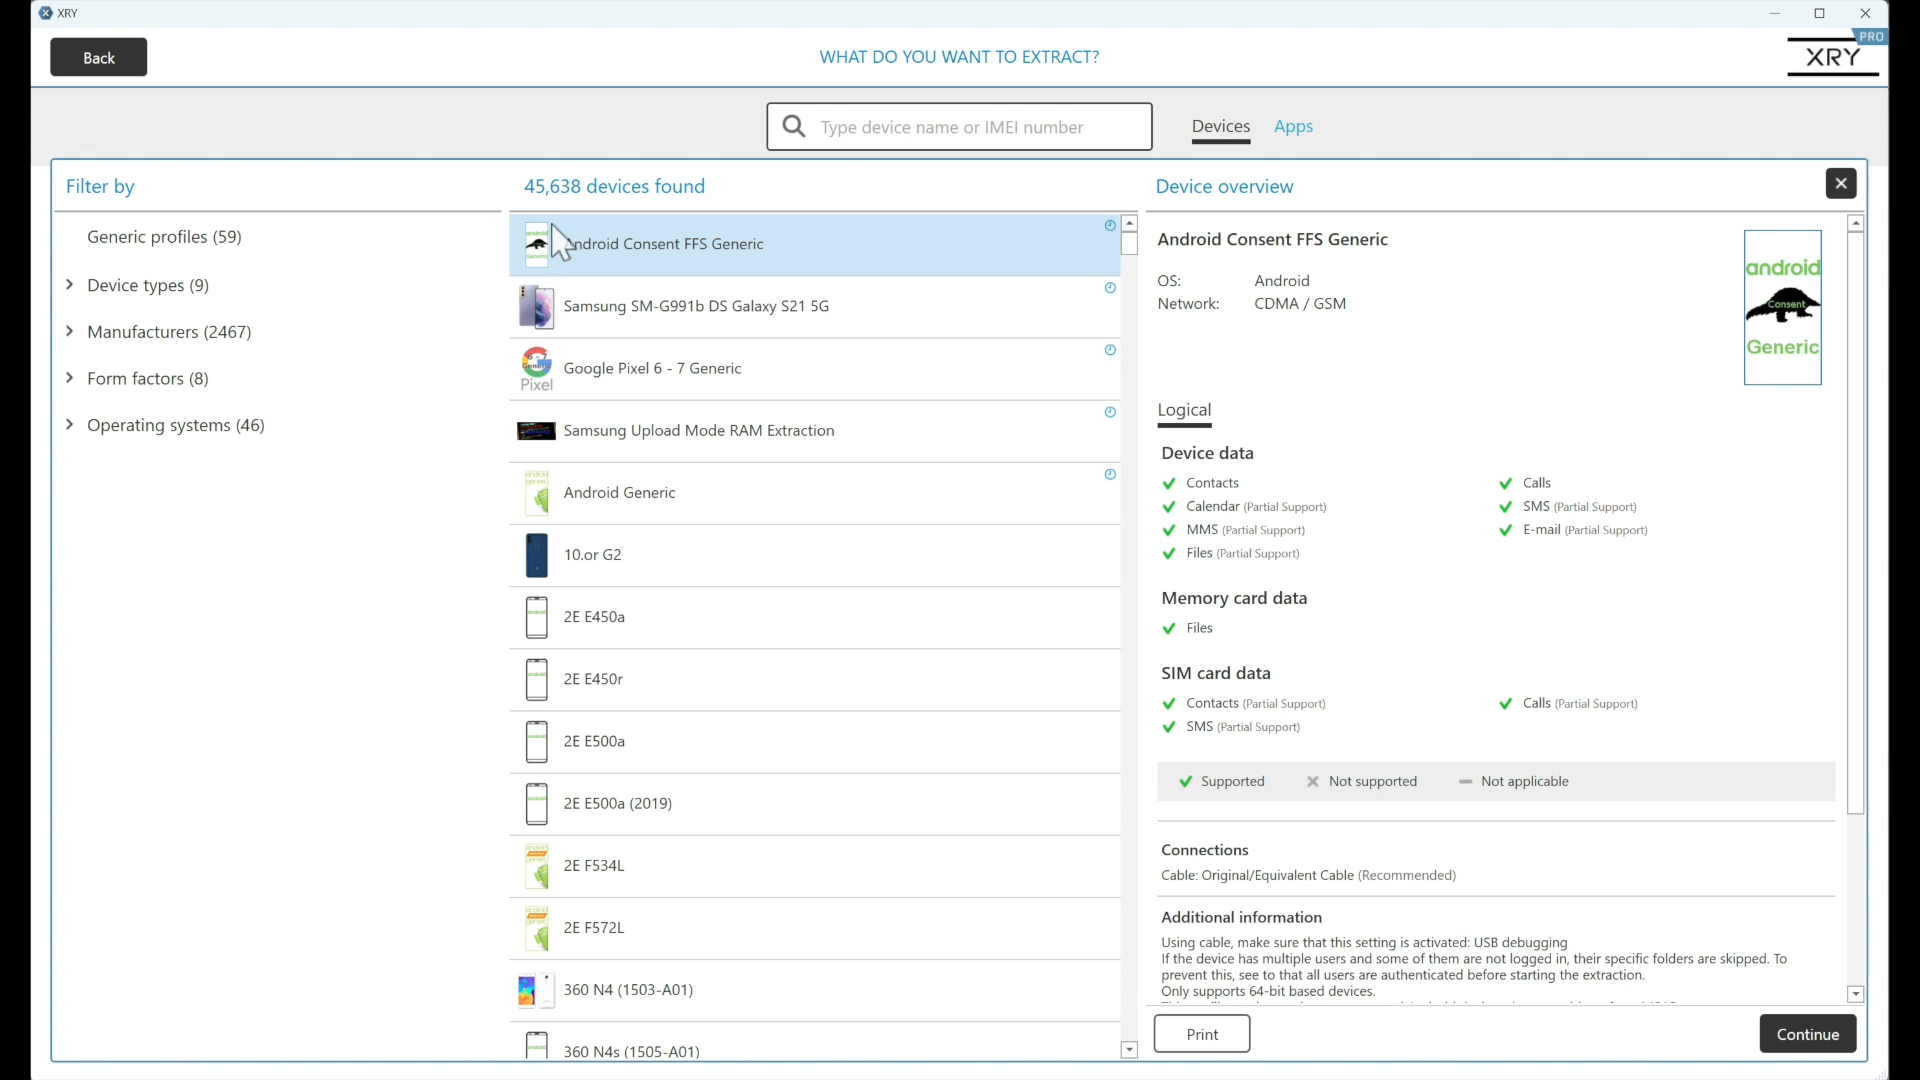 XRY
Back
WHAT DO YOU WANT TO EXTRACT?
PRO
XRY
Type device name or IMEI number
Devices
Apps
Filter by
Generic profiles (59)
Device types (9)
Manufacturers (2467)
Form factors (8)
Operating systems (46)
45,638 devices found
Android Consent FFS Generic
Samsung SM-G991b DS Galaxy S21 5G
Google Pixel 6 - 7 Generic
Pixel
Samsung Upload Mode RAM Extraction
Android Generic
10.or G2
2E E450a
2E E450r
2E E500a
2E E500a (2019)
2E F534L
2E F572L
360 N4 (1503-A01)
360 N4s (1505-A01)
Device overview
Android Consent FFS Generic
OS: Android
Network: CDMA / GSM
android
Consent
Generic
Logical
Device data
Contacts
Calls
Calendar (Partial Support)
SMS (Partial Support)
MMS (Partial Support)
E-mail (Partial Support)
Files (Partial Support)
Memory card data
Files
SIM card data
Contacts (Partial Support)
Calls (Partial Support)
SMS (Partial Support)
Supported
Not supported
Not applicable
Connections
Cable: Original/Equivalent Cable (Recommended)
Additional information
Using cable, make sure that this setting is activated: USB debugging
If the device has multiple users and some of them are not logged in, their specific folders are skipped. To
prevent this, see to that all users are authenticated before starting the extraction.
Only supports 64-bit based devices.
Print
Continue